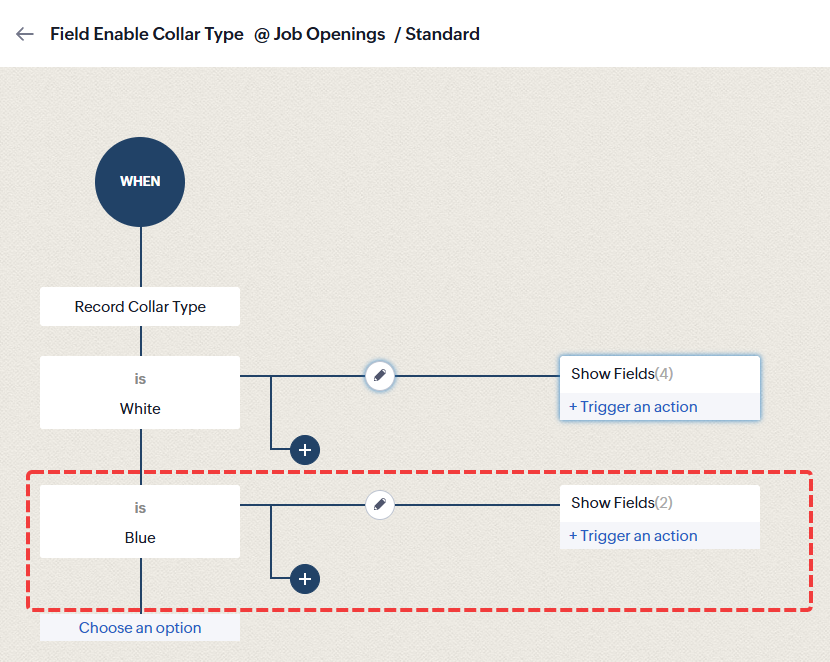 Field Enable Collar Type @ Job Openings / Standard
WHEN
Record Collar Type
is
White
Show Fields(4)
+ Trigger an action
is
Blue
Show Fields(2)
+ Trigger an action
Choose an option